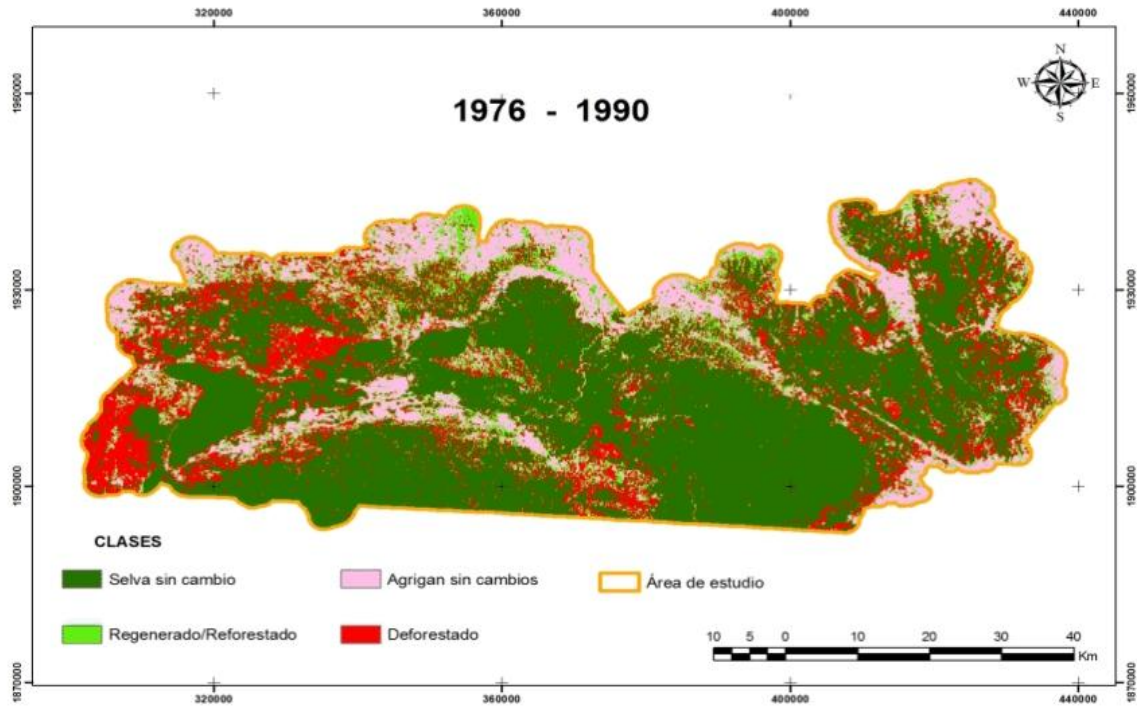 320000 360000 400000 440000
N
W E
S
1960000 1960000
1976 - 1990
1930000 1930000
1900000 1900000
CLASES
Selva sin cambio Agrigan sin cambios Área de estudio
Regenerado/Reforestado Deforestado
10 5 0 10 20 30 40
Km
1870000 1870000
320000 360000 400000 440000